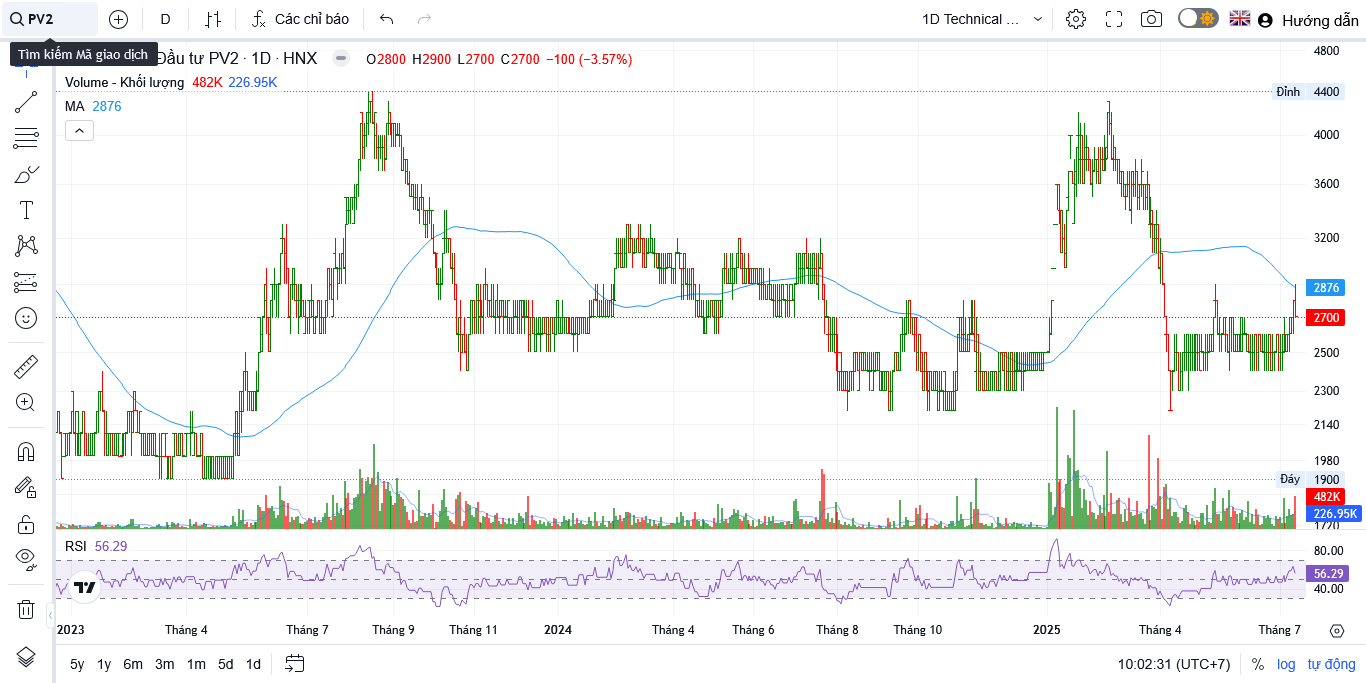 PV2 D Các chỉ báo 1D Technical ... Hướng dẫn
Tìm kiếm Mã giao dịch
Đầu tư PV2 · 1D · HNX O2800 H2900 L2700 C2700 −100 (−3.57%)
Volume - Khối lượng 482K 226.95K
MA 2876
4800
Đỉnh 4400
4000
3600
3200
2876
2700
2500
2300
2140
1980
Đáy 1900
482K
226.95K
1770
RSI 56.29
80.00
56.29
40.00
2023 Tháng 4 Tháng 7 Tháng 9 Tháng 11 2024 Tháng 4 Tháng 6 Tháng 8 Tháng 10 2025 Tháng 4 Tháng 7
5y 1y 6m 3m 1m 5d 1d 10:02:31 (UTC+7) % log tự động